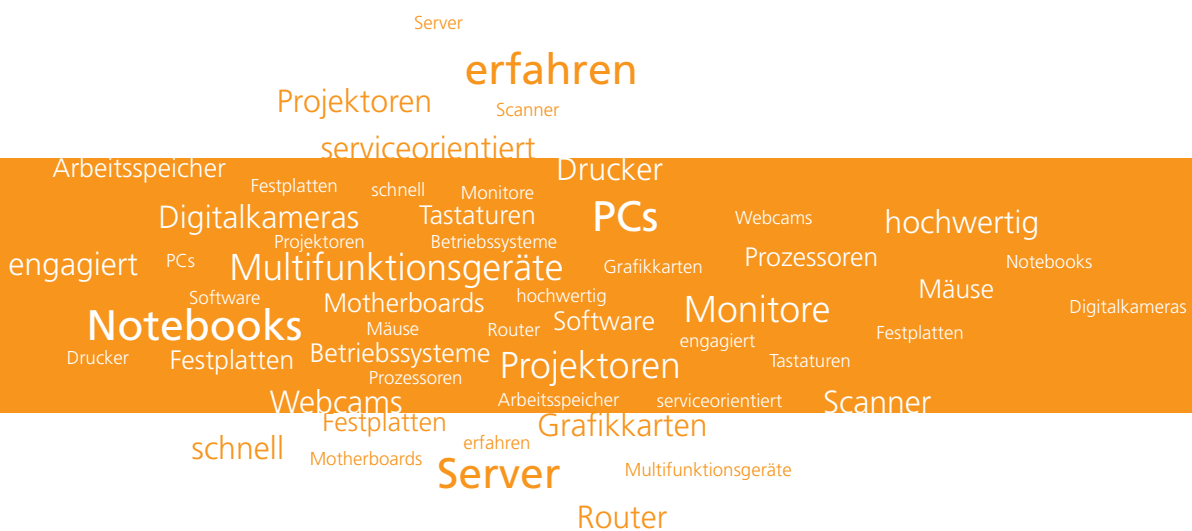 Server
erfahren
Projektoren
Scanner
serviceorientiert
Arbeitsspeicher
Drucker
Festplatten
schnell
Monitore
Digitalkameras
Tastaturen
PCs
Webcams
hochwertig
Projektoren
Betriebssysteme
engagiert
PCs
Multifunktionsgeräte
Grafikkarten
Prozessoren
Notebooks
Software
Motherboards
hochwertig
Monitore
Mäuse
Digitalkameras
Notebooks
Mäuse
Router
Software
engagiert
Festplatten
Drucker
Festplatten
Betriebssysteme
Projektoren
Tastaturen
Prozessoren
Webcams
Arbeitsspeicher
serviceorientiert
Scanner
Festplatten
Grafikkarten
schnell
Motherboards
erfahren
Server
Multifunktionsgeräte
Router